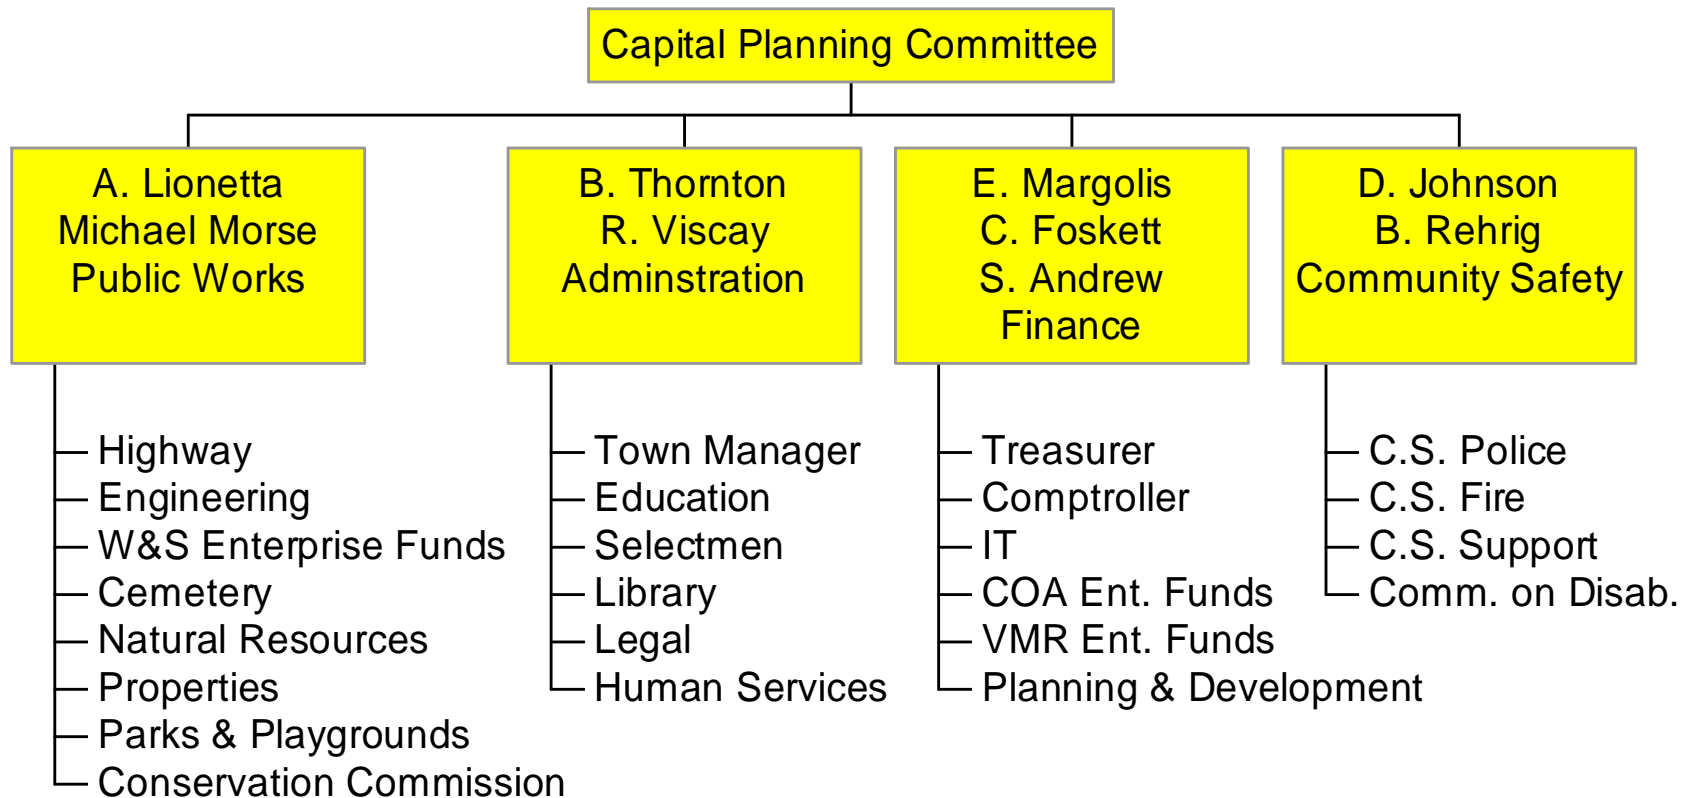 Capital Planning Committee
A. Lionetta
Michael Morse
Public Works
B. Thornton
R. Viscay
Adminstration
E. Margolis
C. Foskett
S. Andrew
Finance
D. Johnson
B. Rehrig
Community Safety
Highway
Engineering
W&S Enterprise Funds
Cemetery
Natural Resources
Properties
Parks & Playgrounds
Conservation Commission
Town Manager
Education
Selectmen
Library
Legal
Human Services
Treasurer
Comptroller
IT
COA Ent. Funds
VMR Ent. Funds
Planning & Development
C.S. Police
C.S. Fire
C.S. Support
Comm. on Disab.